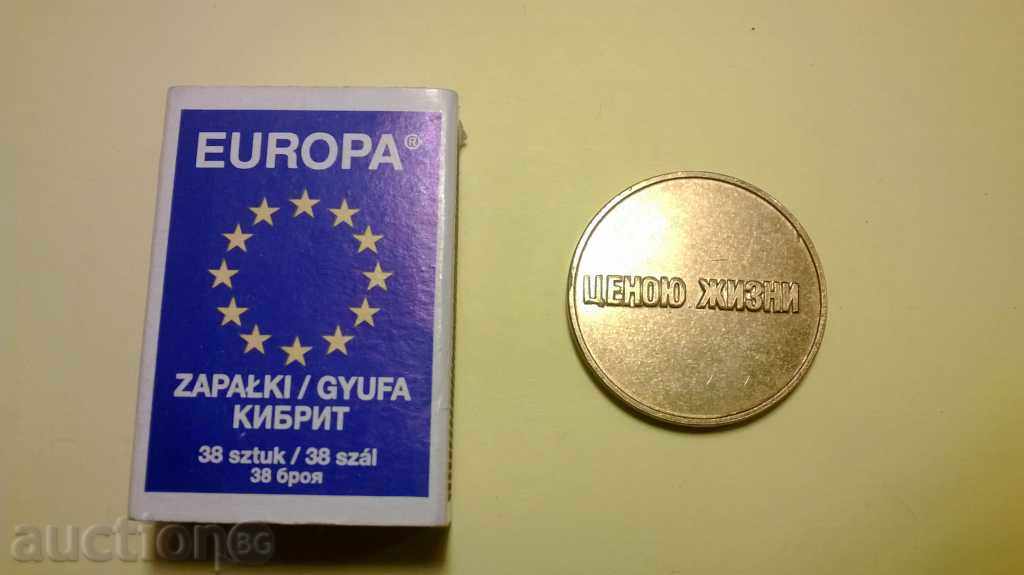 EUROPA®
ZAPAŁKI / GYUFA
КИБРИТ
38 sztuk / 38 szál
38 броя
ЦЕНОЮ ЖИЗНИ
auction BG